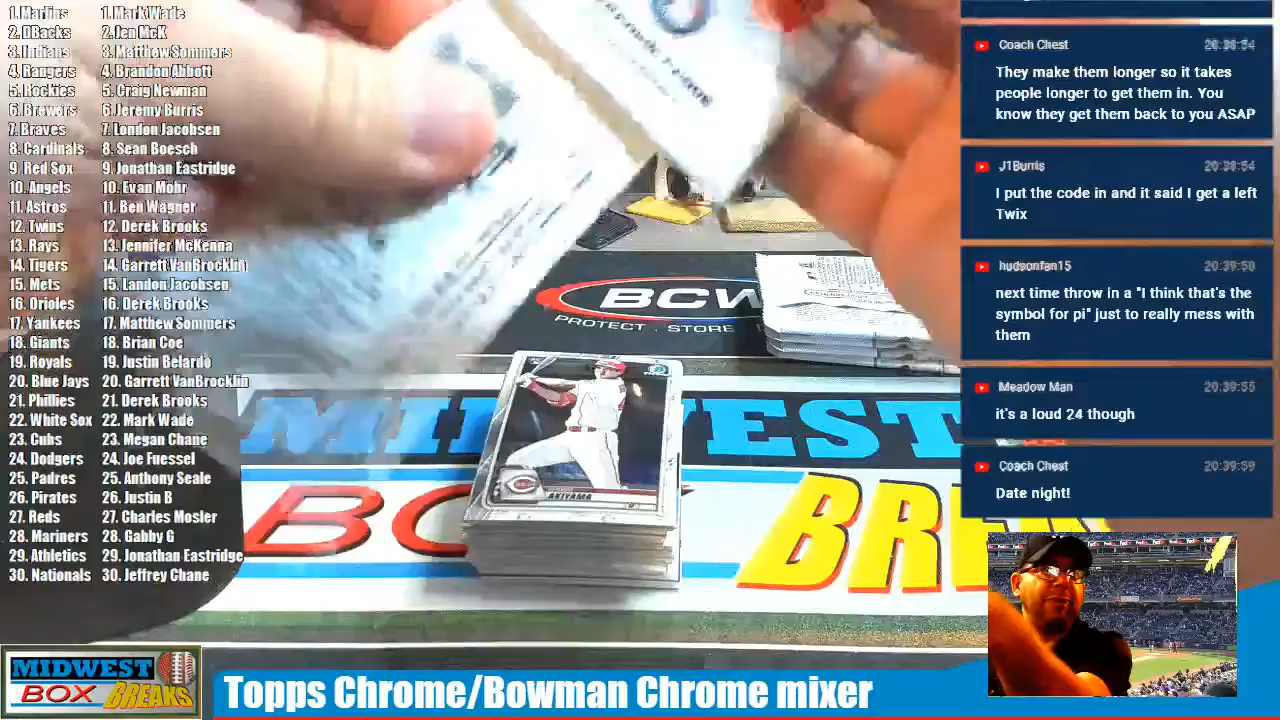 1.Marlins 1.Mark Wade
2. DBacks 2. Jen McK
3. Indians 3. Matthew Sommers
4. Rangers 4. Brandon Abbott
5. Rockies 5. Craig Newman
6. Brewers 6. Jeremy Burris
7. Braves 7. London Jacobsen
8. Cardinals 8. Sean Boesch
9. Red Sox 9. Jonathan Eastridge
10. Angels 10. Evan Mohr
11. Astros 11. Ben Wagner
12. Twins 12. Derek Brooks
13. Rays 13. Jennifer McKenna
14. Tigers 14. Garrett VanBrocklin
15. Mets 15. Landon Jacobsen
16. Orioles 16. Derek Brooks
17. Yankees 17. Matthew Sommers
18. Giants 18. Brian Coe
19. Royals 19. Justin Belardo
20. Blue Jays 20. Garrett VanBrocklin
21. Phillies 21. Derek Brooks
22. White Sox 22. Mark Wade
23. Cubs 23. Megan Chane
24. Dodgers 24. Joe Fuessel
25. Padres 25. Anthony Seale
26. Pirates 26. Justin B
27. Reds 27. Charles Mosler
28. Mariners 28. Gabby G
29. Athletics 29. Jonathan Eastridge
30. Nationals 30. Jeffrey Chane
BCW
PROTECT . STORE
MIDWEST
BOX BREAKS
AKIYAMA
Coach Chest 20:38:54
They make them longer so it takes
people longer to get them in. You
know they get them back to you ASAP
J1Burris 20:38:54
I put the code in and it said I get a left
Twix
hudsonfan15 20:39:50
next time throw in a "I think that's the
symbol for pi" just to really mess with
them
Meadow Man 20:39:55
it's a loud 24 though
Coach Chest 20:39:59
Date night!
MIDWEST
BOX BREAKS
Topps Chrome/Bowman Chrome mixer